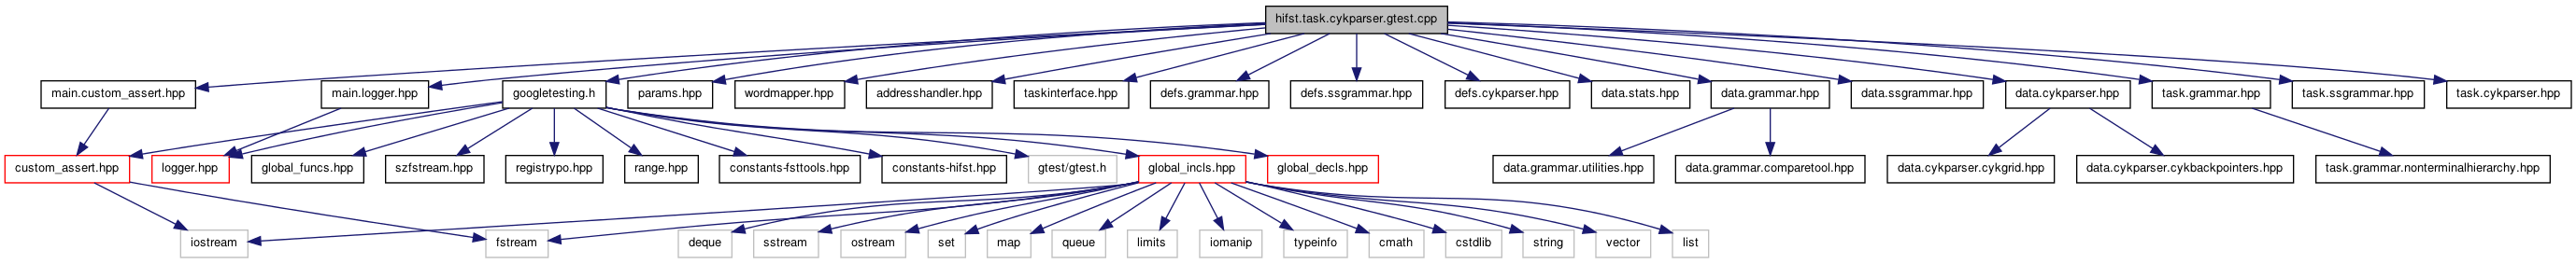 hifst.task.cykparser.gtest.cpp
main.custom_assert.hpp
main.logger.hpp
googletesting.h
params.hpp
wordmapper.hpp
addresshandler.hpp
taskinterface.hpp
defs.grammar.hpp
defs.ssgrammar.hpp
defs.cykparser.hpp
data.stats.hpp
data.grammar.hpp
data.ssgrammar.hpp
data.cykparser.hpp
task.grammar.hpp
task.ssgrammar.hpp
task.cykparser.hpp
custom_assert.hpp
logger.hpp
global_funcs.hpp
szfstream.hpp
registrypo.hpp
range.hpp
constants-fsttools.hpp
constants-hifst.hpp
gtest/gtest.h
global_incls.hpp
global_decls.hpp
data.grammar.utilities.hpp
data.grammar.comparetool.hpp
data.cykparser.cykgrid.hpp
data.cykparser.cykbackpointers.hpp
task.grammar.nonterminalhierarchy.hpp
iostream
fstream
deque
sstream
ostream
set
map
queue
limits
iomanip
typeinfo
cmath
cstdlib
string
vector
list